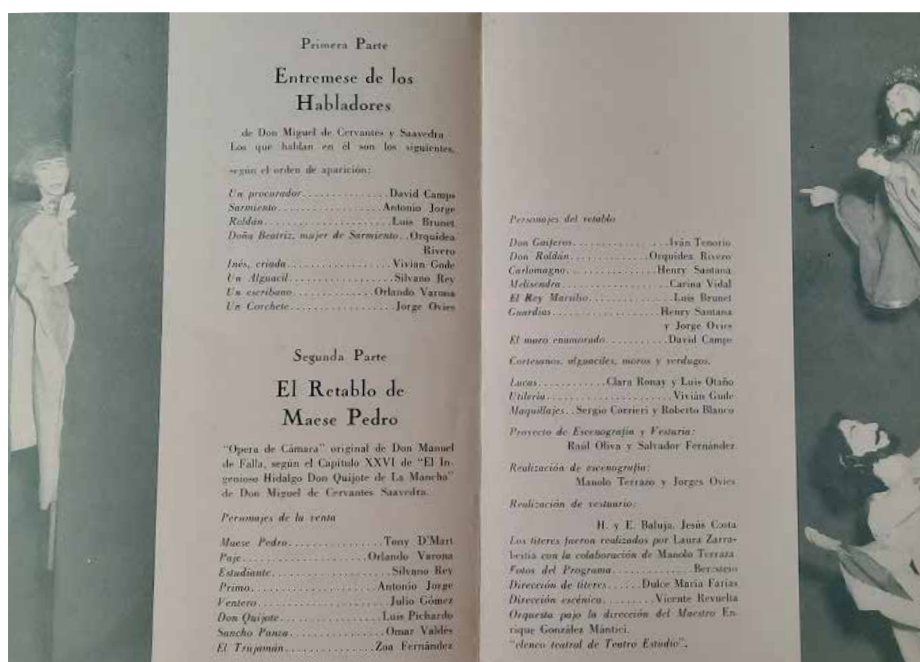 Primera Parte
Entremese de los
Habladores
de Don Miguel de Cervantes y Saavedra
Los que hablan en él son los siguientes,
según el orden de aparición:
Un procurador................David Camps
Sarmiento.................Antonio Jorge
Roldán....................Luis Brunet
Doña Beatriz, mujer de Sarmiento..Orquidea
Rivero
Inés, criada................Vivian Gude
Un Alguacil................Silvano Rey
Un escribano.............Orlando Varona
Un Corchete.................Jorge Ovies
Segunda Parte
El Retablo de
Maese Pedro
"Opera de Cámara" original de Don Manuel
de Falla, según el Capítulo XXVI de "El In-
genioso Hidalgo Don Quijote de La Mancha"
de Don Miguel de Cervantes Saavedra.
Personajes de la venta
Maese Pedro................Tony D'Mart
Paje.....................Orlando Varona
Estudiante..................Silvano Rey
Primo....................Antonio Jorge
Ventero.....................Julio Gómez
Don Quijote................Luis Pichardo
Sancho Panza...............Omar Valdés
El Trujamán...............Zoa Fernández
Personajes del retablo
Don Gaiferos................Iván Tenorio
Don Roldán.............Orquidea Rivero
Carlomagno...............Henry Santana
Melisendra..................Carina Vidal
El Rey Marsilio...............Luis Brunet
Guardias..................Henry Santana
y Jorge Ovies
El moro enamorado..........David Camps
Cortesanos, alguaciles, moros y verdugos.
Luces...........Clara Ronay y Luis Otaño
Utilería.....................Vivián Gude
Maquillajes..Sergio Corrieri y Roberto Blanco
Proyecto de Escenografía y Vestuario:
Raúl Oliva y Salvador Fernández
Realización de escenografía:
Manolo Terraza y Jorges Ovies
Realización de vestuario:
H. y E. Baluja, Jesús Costa
Los títeres fueron realizados por Laura Zarra-
bestia con la colaboración de Manolo Terraza
Fotos del Programa............Bernstein
Dirección de títeres......Dulce María Farías
Dirección escénica.........Vicente Revuelta
Orquesta pajo la dirección del Maestro En-
rique González Mántici.
"elenco teatral de Teatro Estudio".